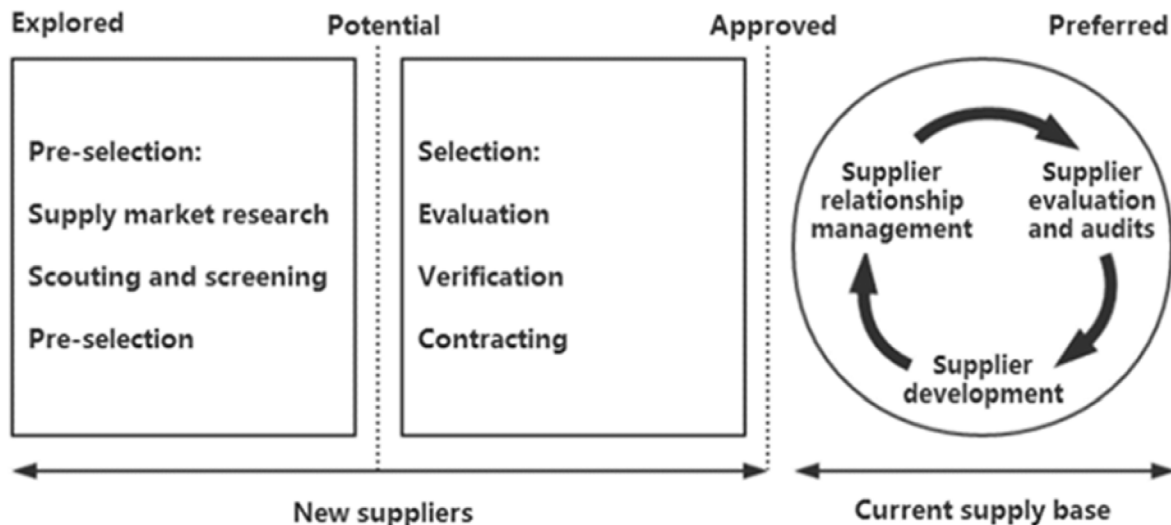 Explored
Potential
Approved
Preferred
Pre-selection:
Supply market research
Scouting and screening
Pre-selection
Selection:
Evaluation
Verification
Contracting
Supplier
relationship
management
Supplier
evaluation
and audits
Supplier
development
New suppliers
Current supply base